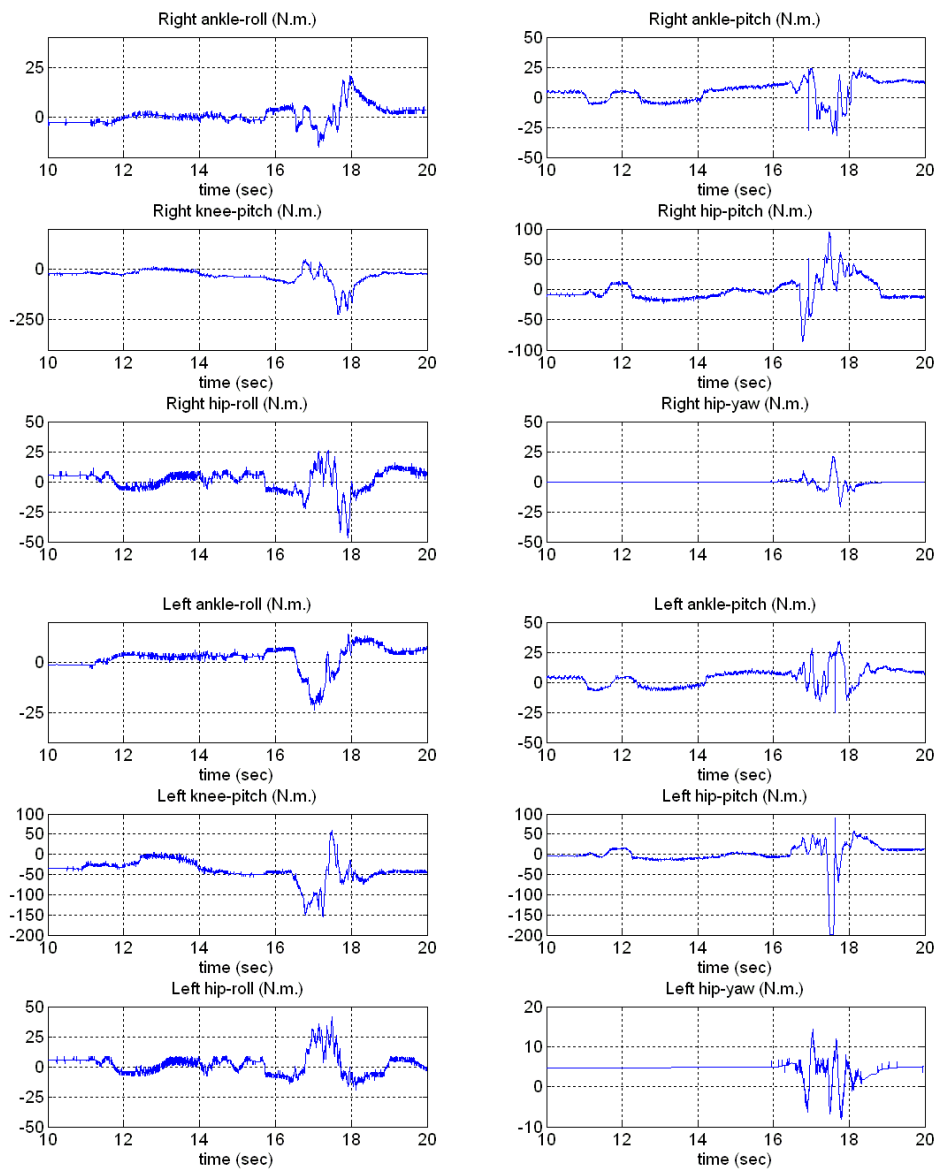 Right ankle-roll (N.m.)
25
0
10 12 14 16 18 20
time (sec)
Right ankle-pitch (N.m.)
50
25
0
-25
-50
10 12 14 16 18 20
time (sec)
Right knee-pitch (N.m.)
0
-250
10 12 14 16 18 20
time (sec)
Right hip-pitch (N.m.)
100
50
0
-50
-100
10 12 14 16 18 20
time (sec)
Right hip-roll (N.m.)
50
25
0
-25
-50
10 12 14 16 18 20
time (sec)
Right hip-yaw (N.m.)
50
25
0
-25
-50
10 12 14 16 18 20
time (sec)
Left ankle-roll (N.m.)
0
-25
10 12 14 16 18 20
time (sec)
Left ankle-pitch (N.m.)
50
25
0
-25
-50
10 12 14 16 18 20
time (sec)
Left knee-pitch (N.m.)
100
50
0
-50
-100
-150
-200
10 12 14 16 18 20
time (sec)
Left hip-pitch (N.m.)
100
50
0
-50
-100
-150
-200
10 12 14 16 18 20
time (sec)
Left hip-roll (N.m.)
50
25
0
-25
-50
10 12 14 16 18 20
time (sec)
Left hip-yaw (N.m.)
20
10
0
-10
10 12 14 16 18 20
time (sec)